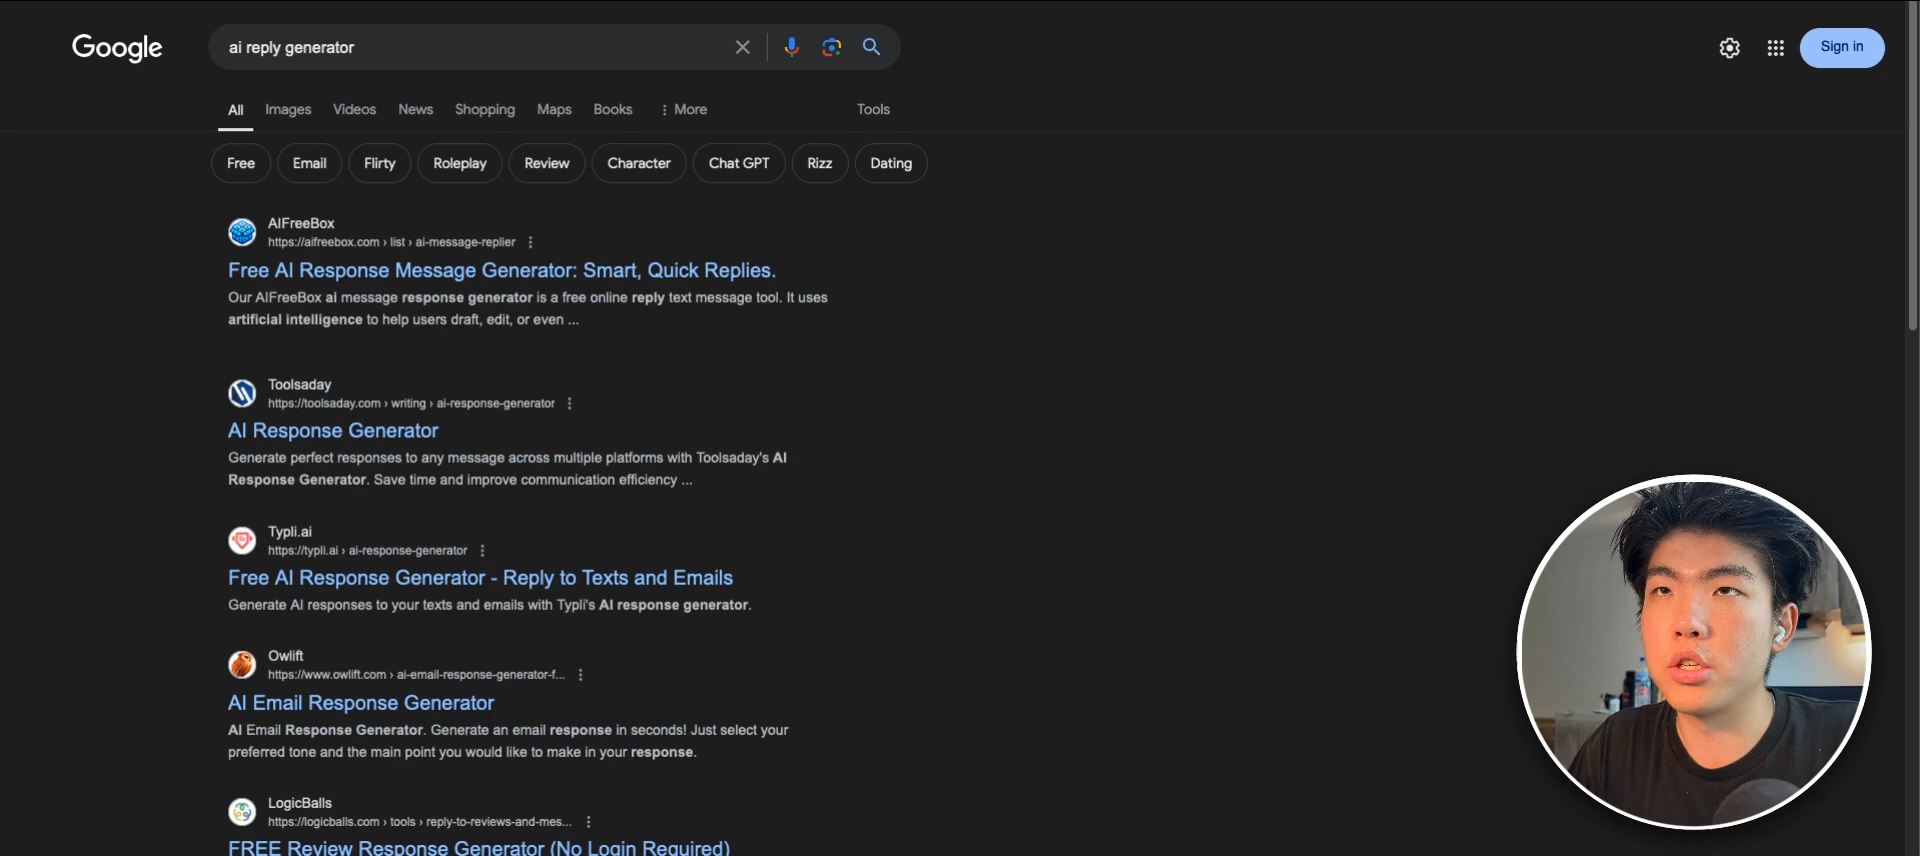 Google
ai reply generator
Sign in
All Images Videos News Shopping Maps Books More Tools
Free Email Flirty Roleplay Review Character Chat GPT Rizz Dating
AIFreeBox
https://aifreebox.com › list › ai-message-replier
Free AI Response Message Generator: Smart, Quick Replies.
Our AIFreeBox ai message response generator is a free online reply text message tool. It uses
artificial intelligence to help users draft, edit, or even ...
Toolsaday
https://toolsaday.com › writing › ai-response-generator
AI Response Generator
Generate perfect responses to any message across multiple platforms with Toolsaday's AI
Response Generator. Save time and improve communication efficiency ...
Typli.ai
https://typli.ai › ai-response-generator
Free AI Response Generator - Reply to Texts and Emails
Generate AI responses to your texts and emails with Typli's AI response generator.
Owlift
https://www.owlift.com › ai-email-response-generator-f...
AI Email Response Generator
AI Email Response Generator. Generate an email response in seconds! Just select your
preferred tone and the main point you would like to make in your response.
LogicBalls
https://logicballs.com › tools › reply-to-reviews-and-mes...
FREE Review Response Generator (No Login Required)